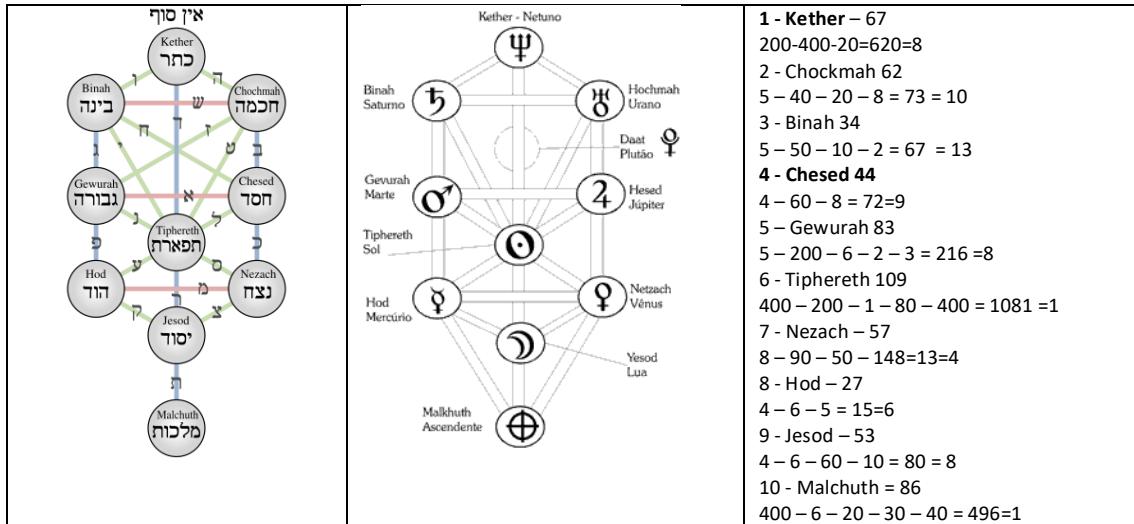 אין סוף
Kether
כתר
ו
ה
Binah
בינה
Chochmah
חכמה
ש
ח
ד
ז
י
ט
ג
ב
Gewurah
גבורה
Chesed
חסד
א
נ
ל
Tiphereth
תפארת
פ
כ
ע
ס
Hod
הוד
Nezach
נצח
מ
ר
ק
צ
Jesod
יסוד
ת
Malchuth
מלכות
Kether - Netuno
Binah
Saturno
Hochmah
Urano
Daat
Plutão
Gevurah
Marte
Hesed
Júpiter
Tiphereth
Sol
Hod
Mercúrio
Netzach
Vênus
Yesod
Lua
Malkhuth
Ascendente
1 - Kether – 67
200-400-20=620=8
2 - Chockmah 62
5 – 40 – 20 – 8 = 73 = 10
3 - Binah 34
5 – 50 – 10 – 2 = 67 = 13
4 - Chesed 44
4 – 60 – 8 = 72=9
5 – Gewurah 83
5 – 200 – 6 – 2 – 3 = 216 =8
6 - Tiphereth 109
400 – 200 – 1 – 80 – 400 = 1081 =1
7 - Nezach – 57
8 – 90 – 50 – 148=13=4
8 - Hod – 27
4 – 6 – 5 = 15=6
9 - Jesod – 53
4 – 6 – 60 – 10 = 80 = 8
10 - Malchuth = 86
400 – 6 – 20 – 30 – 40 = 496=1